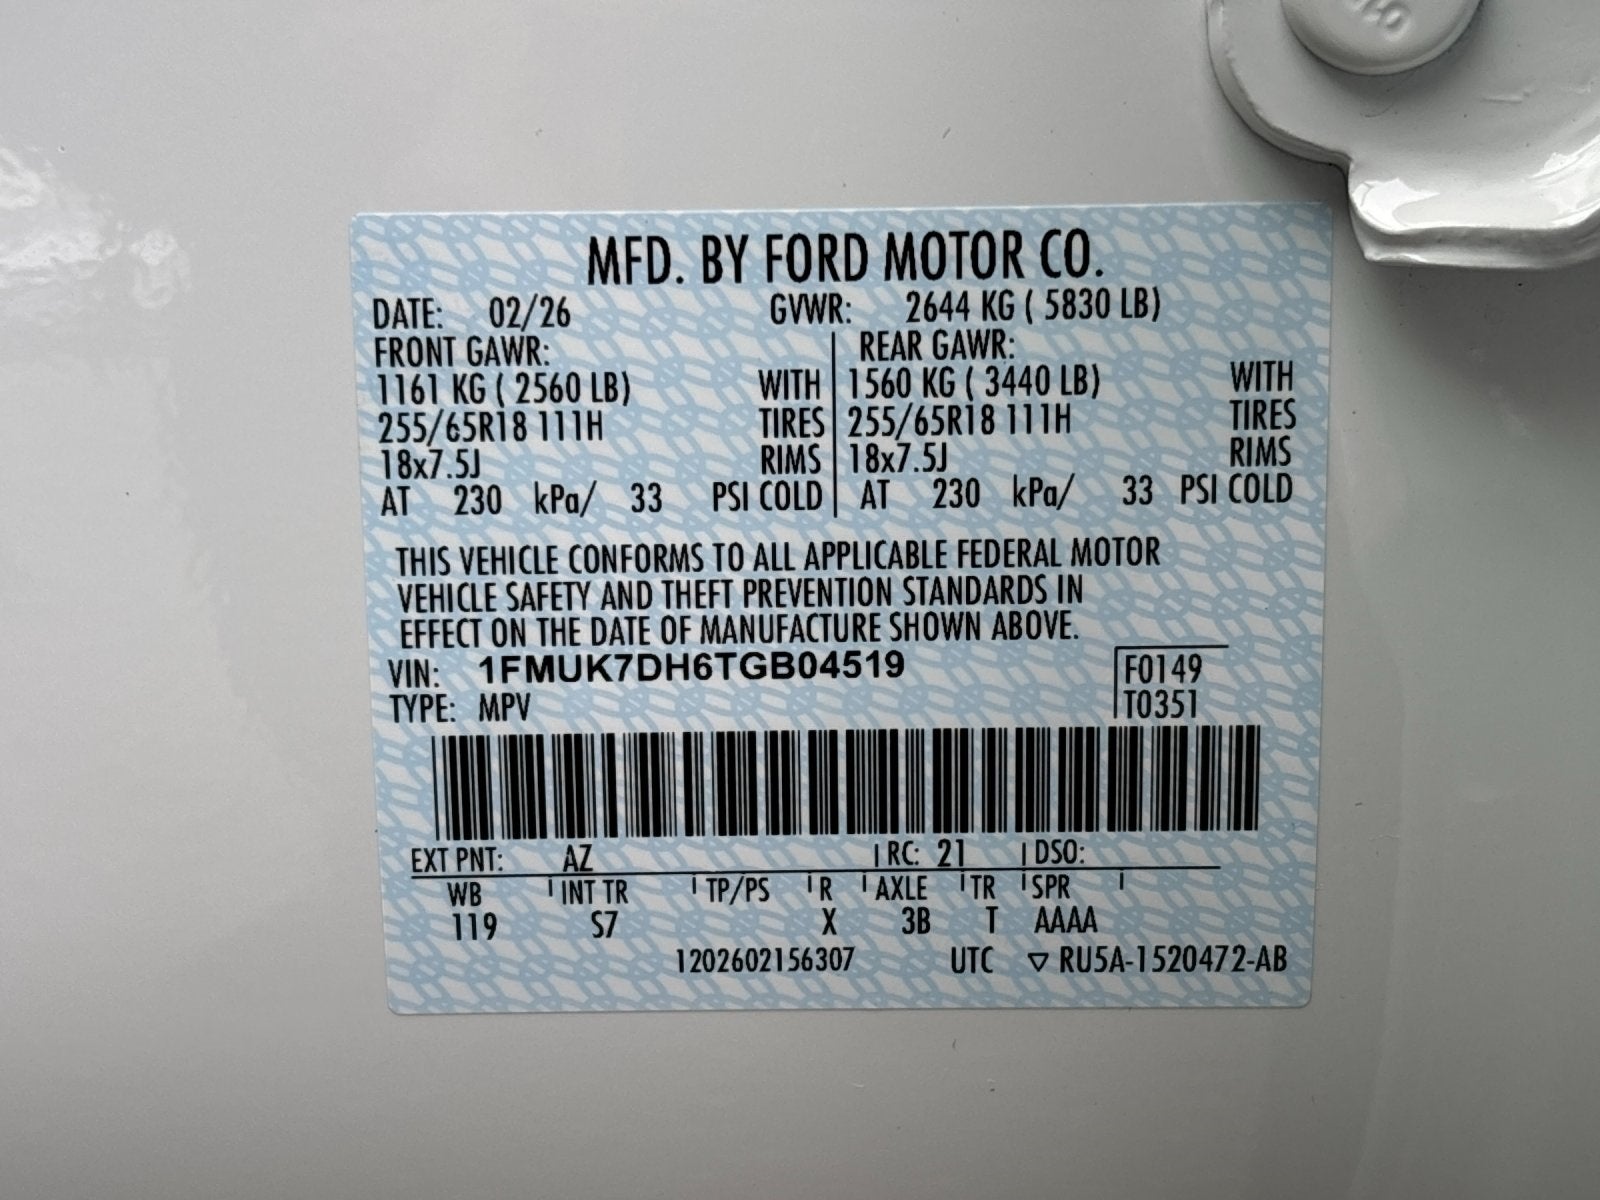 MFD. BY FORD MOTOR CO.
DATE: 02/26 GVWR: 2644 KG ( 5830 LB)
FRONT GAWR: REAR GAWR:
1161 KG ( 2560 LB) WITH 1560 KG ( 3440 LB) WITH
255/65R18 111H TIRES 255/65R18 111H TIRES
18x7.5J RIMS 18x7.5J RIMS
AT 230 kPa/ 33 PSI COLD AT 230 kPa/ 33 PSI COLD
THIS VEHICLE CONFORMS TO ALL APPLICABLE FEDERAL MOTOR
VEHICLE SAFETY AND THEFT PREVENTION STANDARDS IN
EFFECT ON THE DATE OF MANUFACTURE SHOWN ABOVE.
VIN: 1FMUK7DH6TGB04519 F0149
TYPE: MPV T0351
EXT PNT: AZ RC: 21 DSO:
WB INT TR TP/PS R AXLE TR SPR
119 S7 X 3B T AAAA
1202602156307 UTC ▽ RU5A-1520472-AB